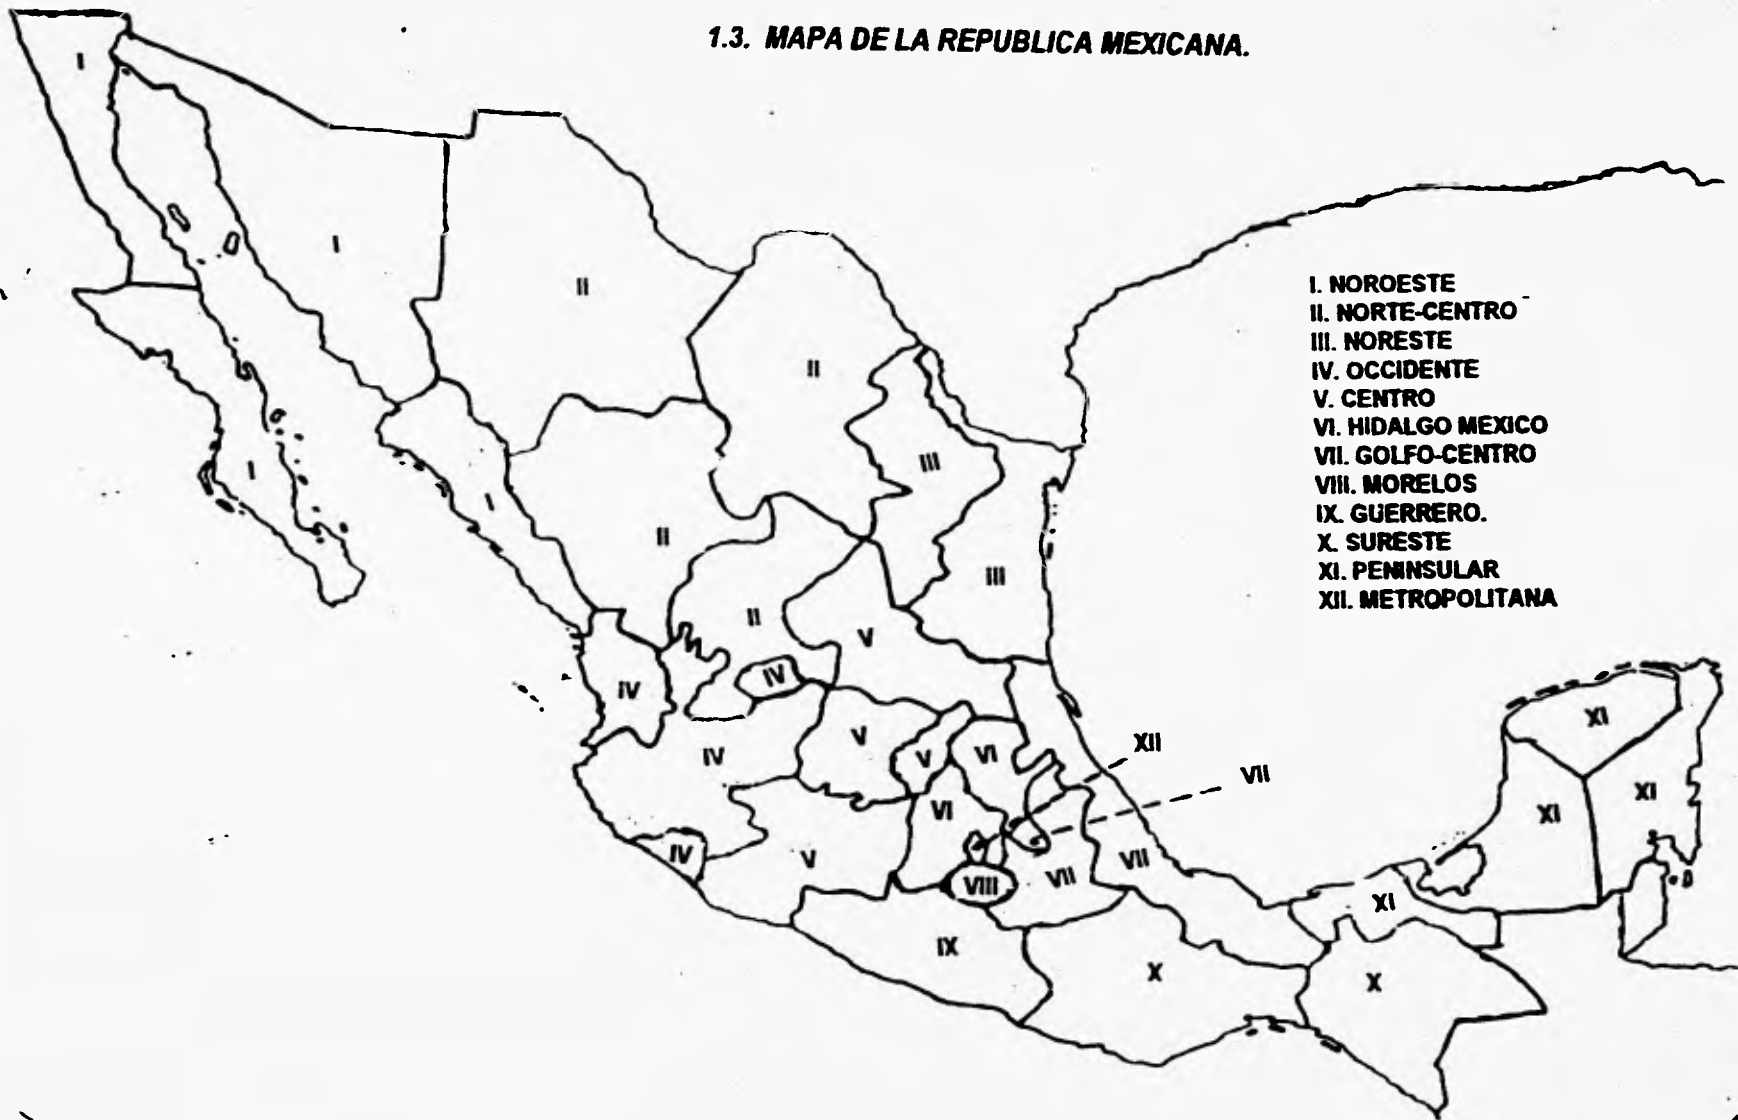 1.3. MAPA DE LA REPUBLICA MEXICANA.
I
I
II
II
I. NOROESTE
II. NORTE-CENTRO
III. NORESTE
IV. OCCIDENTE
V. CENTRO
VI. HIDALGO MEXICO
VII. GOLFO-CENTRO
VIII. MORELOS
IX. GUERRERO.
X. SURESTE
XI. PENINSULAR
XII. METROPOLITANA
III
I
I
II
III
II
V
IV
IV
XI
V
IV
V
VI
XII
VII
XI
VI
XI
IV
V
VII
VII
VIII
XI
IX
X
X